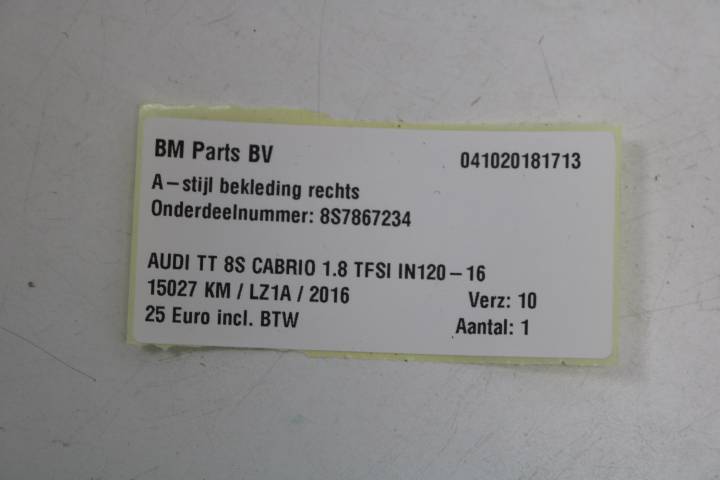 BM Parts BV 041020181713
A-stijl bekleding rechts
Onderdeelnummer: 8S7867234
AUDI TT 8S CABRIO 1.8 TFSI IN120-16
15027 KM / LZ1A / 2016 Verz: 10
25 Euro incl. BTW Aantal: 1